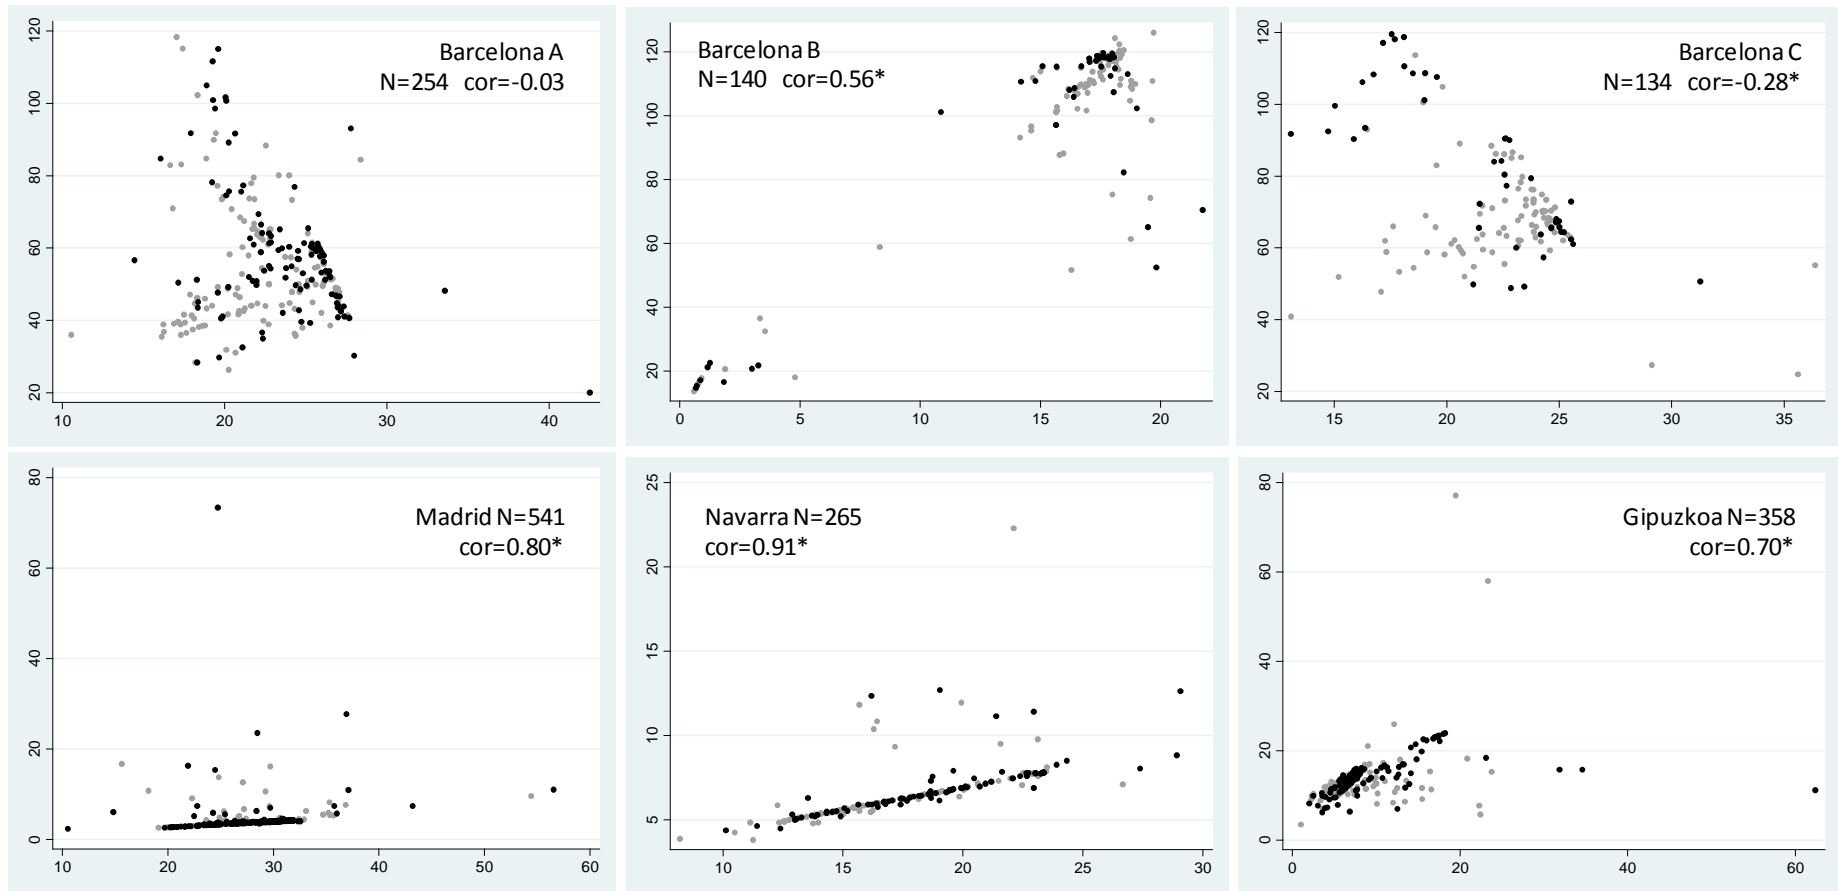 Barcelona A
N=254 cor=-0.03
120
100
80
60
40
20
10 20 30 40
Barcelona B
N=140 cor=0.56*
120
100
80
60
40
20
0 5 10 15 20
Barcelona C
N=134 cor=-0.28*
120
100
80
60
40
20
15 20 25 30 35
Madrid N=541
cor=0.80*
80
60
40
20
0
10 20 30 40 50 60
Navarra N=265
cor=0.91*
25
20
15
10
5
10 15 20 25 30
Gipuzkoa N=358
cor=0.70*
80
60
40
20
0
0 20 40 60